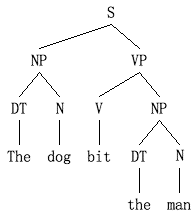 S
NP VP
DT N V NP
The dog bit DT N
the man